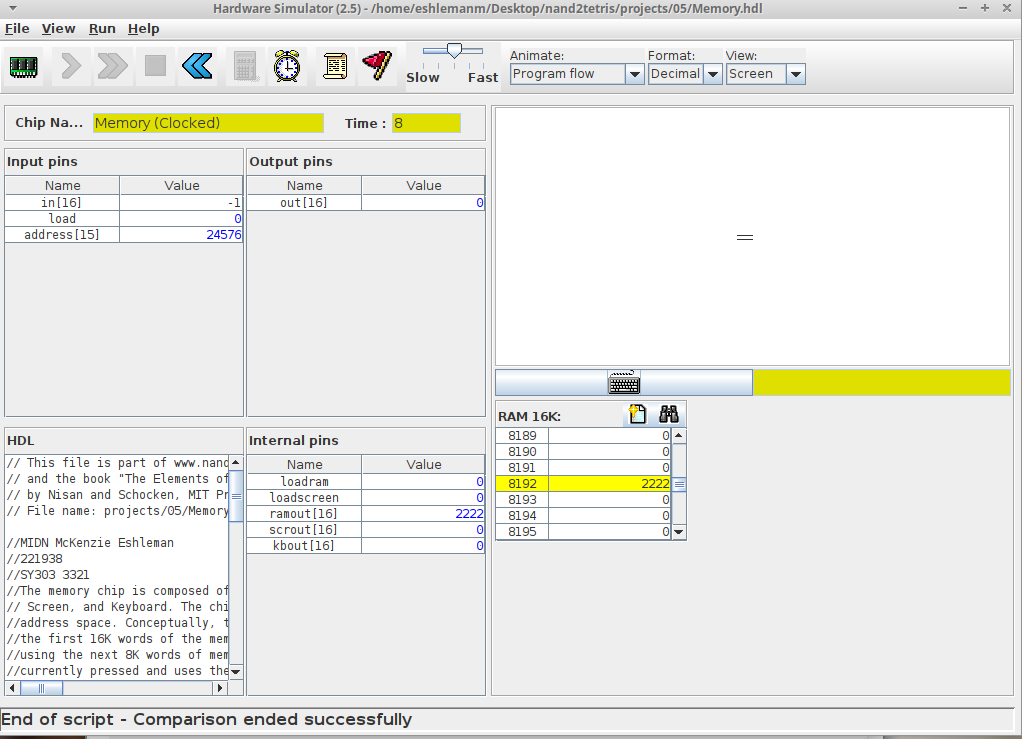 Hardware Simulator (2.5) - /home/eshlemanm/Desktop/nand2tetris/projects/05/Memory.hdl
File View Run Help
Slow Fast
Animate: Format: View:
Program flow Decimal Screen
Chip Na... Memory (Clocked) Time : 8
Input pins
Name Value
in[16] -1
load 0
address[15] 24576
Output pins
Name Value
out[16] 0
HDL
// This file is part of www.nand
// and the book "The Elements of
// by Nisan and Schocken, MIT Pr
// File name: projects/05/Memory
//MIDN McKenzie Eshleman
//221938
//SY303 3321
//The memory chip is composed of
// Screen, and Keyboard. The chi
//address space. Conceptually, t
//the first 16K words of the mem
//using the next 8K words of mem
//currently pressed and uses the
Internal pins
Name Value
loadram 0
loadscreen 0
ramout[16] 2222
scrout[16] 0
kbout[16] 0
RAM 16K:
8189 0
8190 0
8191 0
8192 2222
8193 0
8194 0
8195 0
End of script - Comparison ended successfully